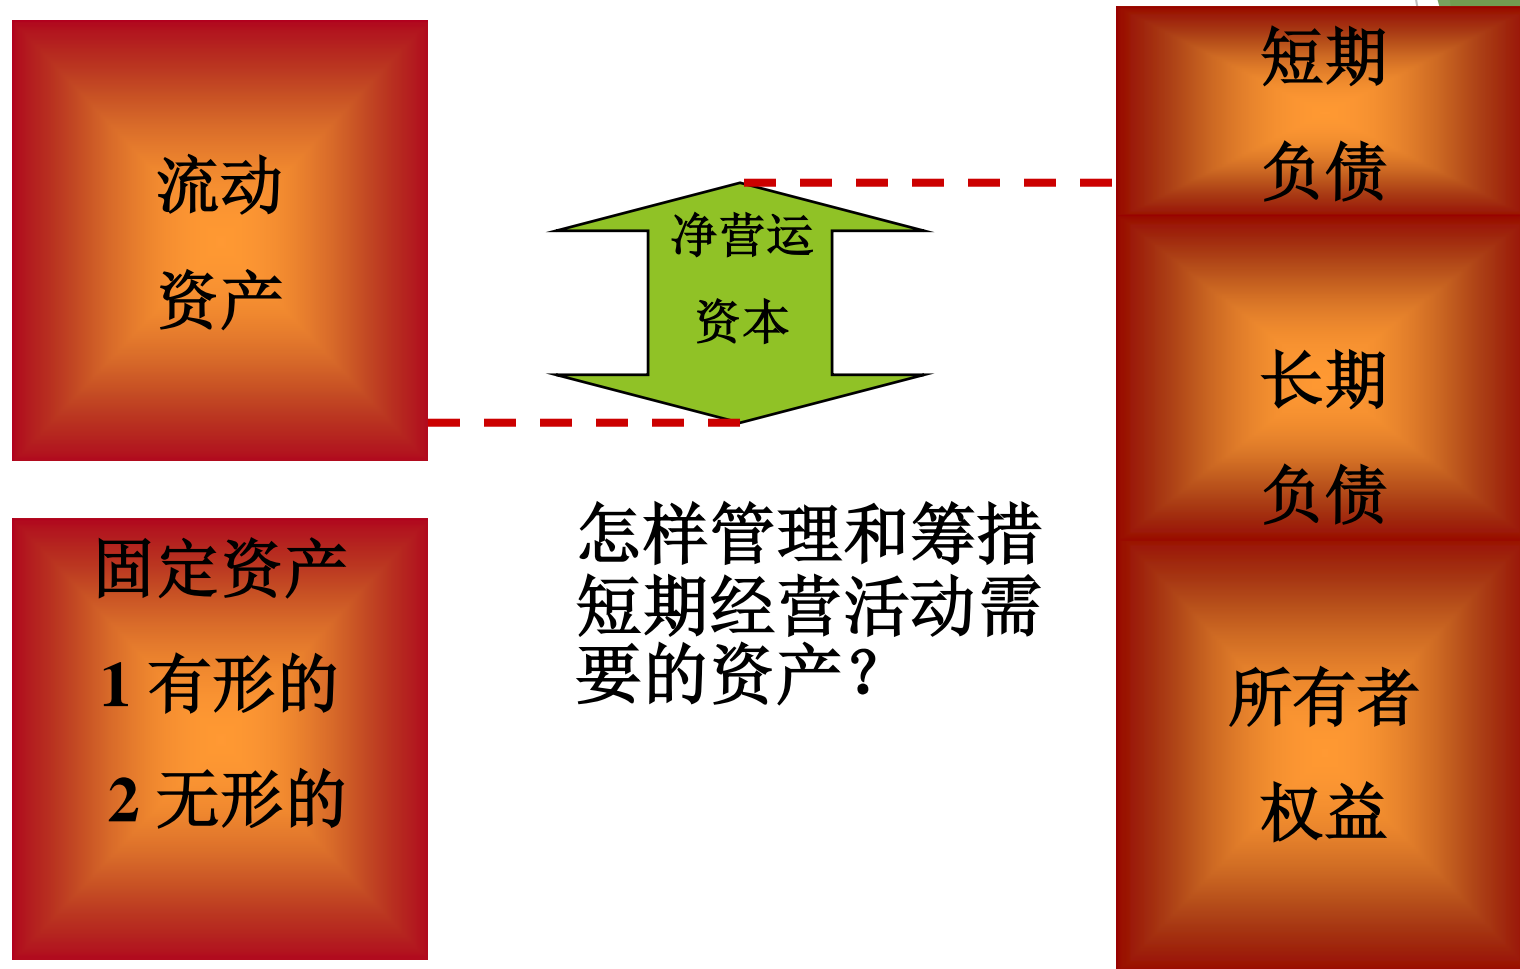 流动
资产
固定资产
1 有形的
2 无形的
净营运
资本
怎样管理和筹措
短期经营活动需
要的资产？
短期
负债
长期
负债
所有者
权益